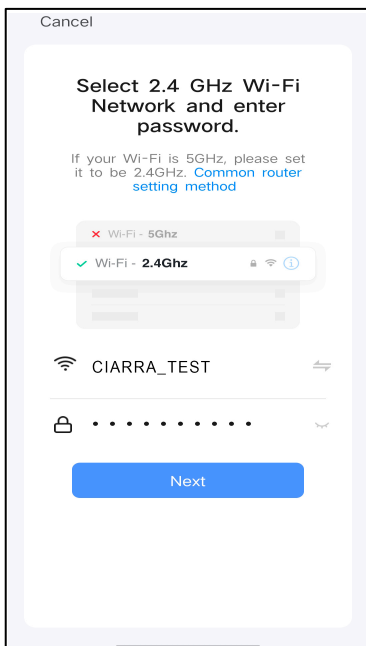 Cancel
Select 2.4 GHz Wi-Fi
Network and enter
password.
If your Wi-Fi is 5GHz, please set
it to be 2.4GHz. Common router
setting method
Wi-Fi - 5Ghz
Wi-Fi - 2.4Ghz
CIARRA_TEST
Next